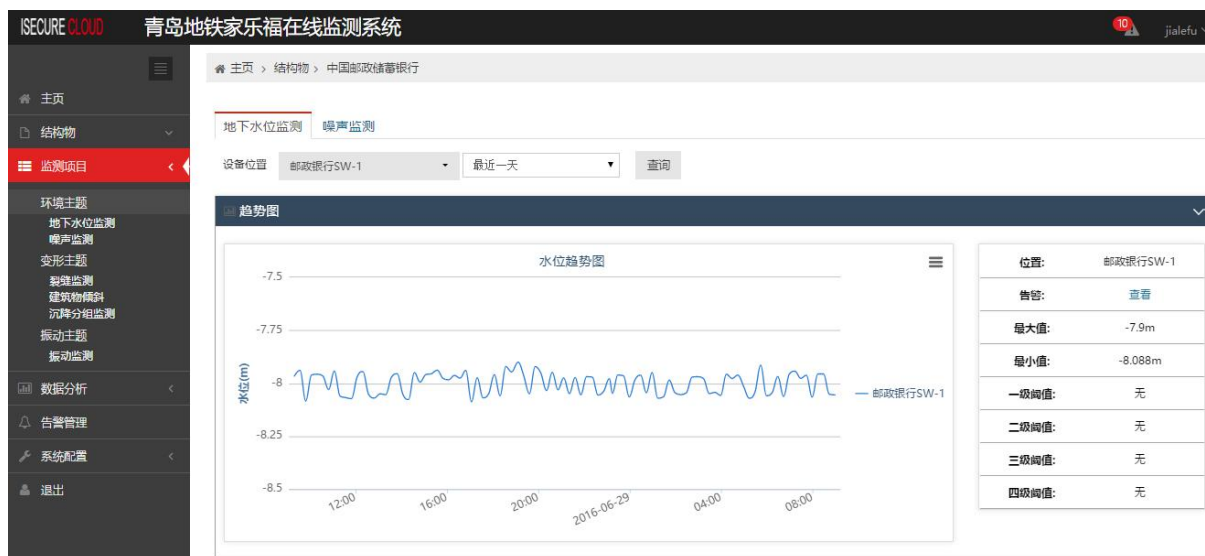 ISECURE CLOUD 青岛地铁家乐福在线监测系统 10 jialefu
主页 > 结构物 > 中国邮政储蓄银行
主页
结构物
监测项目
环境主题
地下水位监测
噪声监测
变形主题
裂缝监测
建筑物倾斜
沉降分组监测
振动主题
振动监测
数据分析
告警管理
系统配置
退出
地下水位监测 噪声监测
设备位置 邮政银行SW-1 最近一天 查询
趋势图
水位趋势图
水位(m)
-7.5
-7.75
-8
-8.25
-8.5
12:00 16:00 20:00 2016-06-29 04:00 08:00
邮政银行SW-1
位置: 邮政银行SW-1
告警: 查看
最大值: -7.9m
最小值: -8.088m
一级阈值: 无
二级阈值: 无
三级阈值: 无
四级阈值: 无